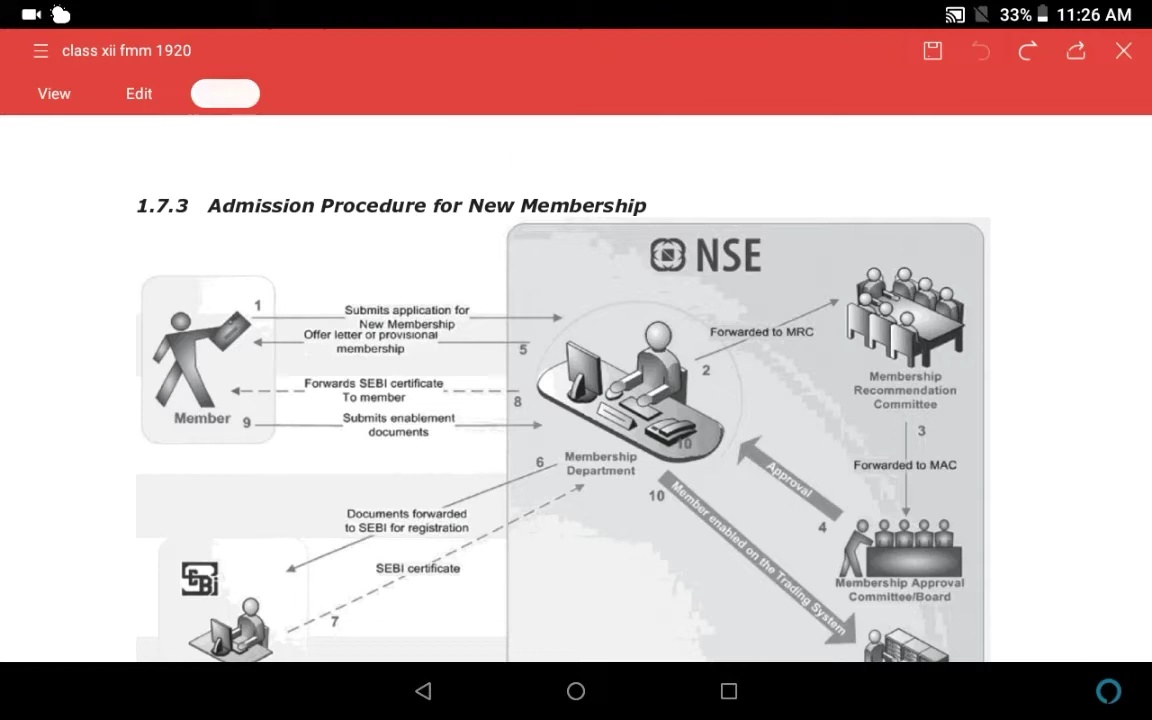 33% 11:26 AM
class xii fmm 1920
View Edit
1.7.3 Admission Procedure for New Membership
NSE
1
Submits application for
New Membership
Offer letter of provisional
membership
5
Forwarded to MRC
2
Membership
Recommendation
Committee
Forwards SEBI certificate
To member
8
Member
9
Submits enablement
documents
3
10
Forwarded to MAC
6
Membership
Department
Approval
4
10
Member enabled on the Trading System
Documents forwarded
to SEBI for registration
SEBI certificate
SEBi
7
Membership Approval
Committee/Board